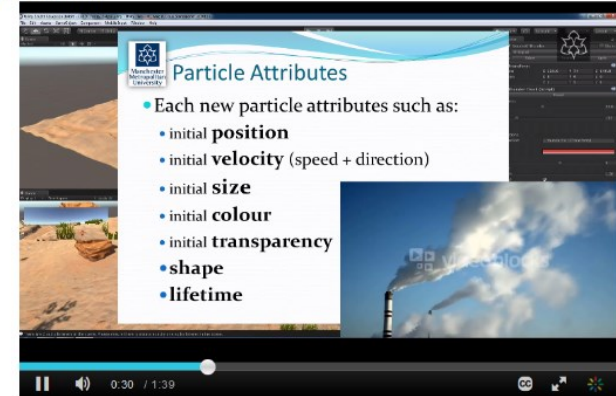 Manchester
Metropolitan
University
Particle Attributes
• Each new particle attributes such as:
• initial position
• initial velocity (speed + direction)
• initial size
• initial colour
• initial transparency
• shape
• lifetime
videoblocks
0:30 / 1:39
CC